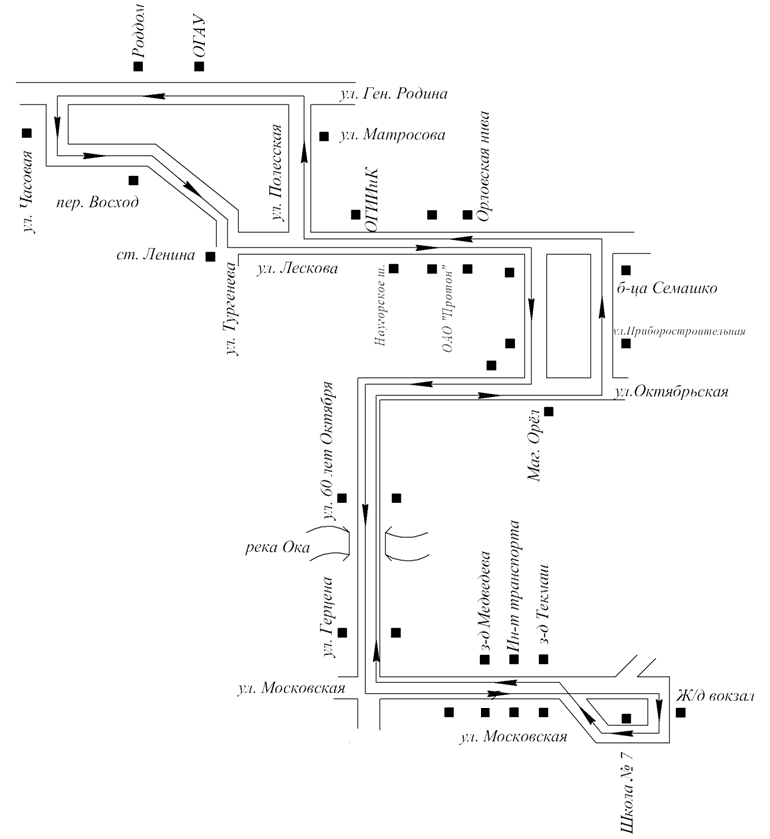 Роддом
ОГАУ
ул. Ген. Родина
ул. Матросова
ул. Полесская
ул. Часовая
пер. Восход
ОГИИиК
Орловская нива
ст. Ленина
ул. Тургенева
ул. Лескова
Наугорское ш.
ОАО "Протон"
б-ца Семашко
ул.Приборостроительная
ул.Октябрьская
Маг. Орёл
ул. 60 лет Октября
река Ока
ул. Герцена
з-д Медведева
Ин-т транспорта
з-д Текмаш
ул. Московская
Ж/д вокзал
ул. Московская
Школа № 7